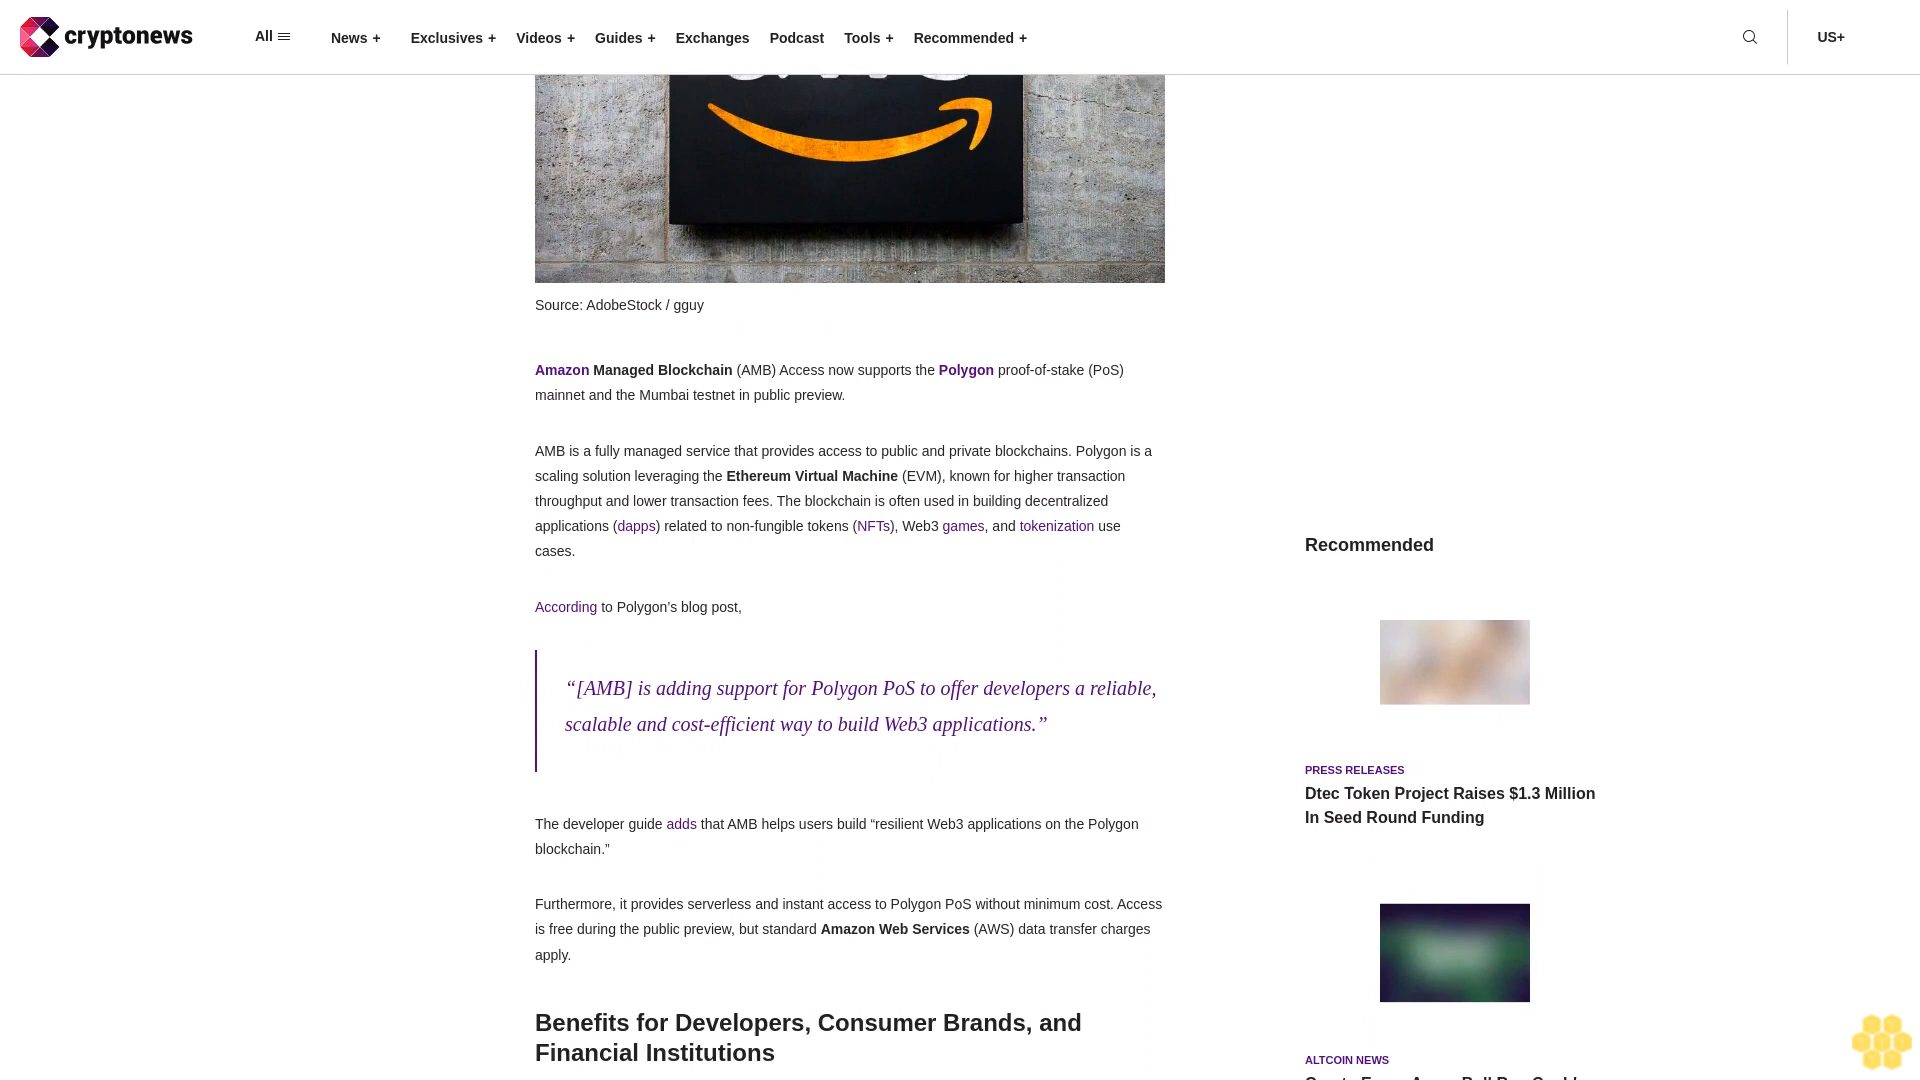 cryptonews
All
News +
Exclusives +
Videos +
Guides +
Exchanges
Podcast
Tools +
Recommended +
US+
Source: AdobeStock / gguy
Amazon Managed Blockchain (AMB) Access now supports the Polygon proof-of-stake (PoS)
mainnet and the Mumbai testnet in public preview.
AMB is a fully managed service that provides access to public and private blockchains. Polygon is a
scaling solution leveraging the Ethereum Virtual Machine (EVM), known for higher transaction
throughput and lower transaction fees. The blockchain is often used in building decentralized
applications (dapps) related to non-fungible tokens (NFTs), Web3 games, and tokenization use
cases.
According to Polygon’s blog post,
“[AMB] is adding support for Polygon PoS to offer developers a reliable,
scalable and cost-efficient way to build Web3 applications.”
The developer guide adds that AMB helps users build “resilient Web3 applications on the Polygon
blockchain.”
Furthermore, it provides serverless and instant access to Polygon PoS without minimum cost. Access
is free during the public preview, but standard Amazon Web Services (AWS) data transfer charges
apply.
Benefits for Developers, Consumer Brands, and
Financial Institutions
Recommended
PRESS RELEASES
Dtec Token Project Raises $1.3 Million
In Seed Round Funding
ALTCOIN NEWS